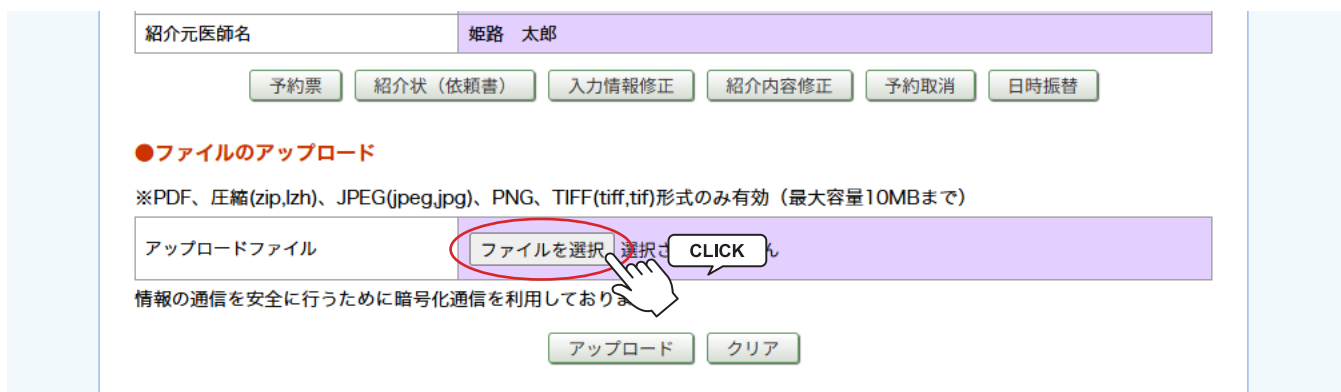 紹介元医師名 姫路 太郎
予約票 紹介状（依頼書） 入力情報修正 紹介内容修正 予約取消 日時振替
●ファイルのアップロード
※PDF、圧縮(zip,lzh)、JPEG(jpeg,jpg)、PNG、TIFF(tiff,tif)形式のみ有効（最大容量10MBまで）
アップロードファイル ファイルを選択 選択さ CLICK ん
情報の通信を安全に行うために暗号化通信を利用しておりま
アップロード クリア